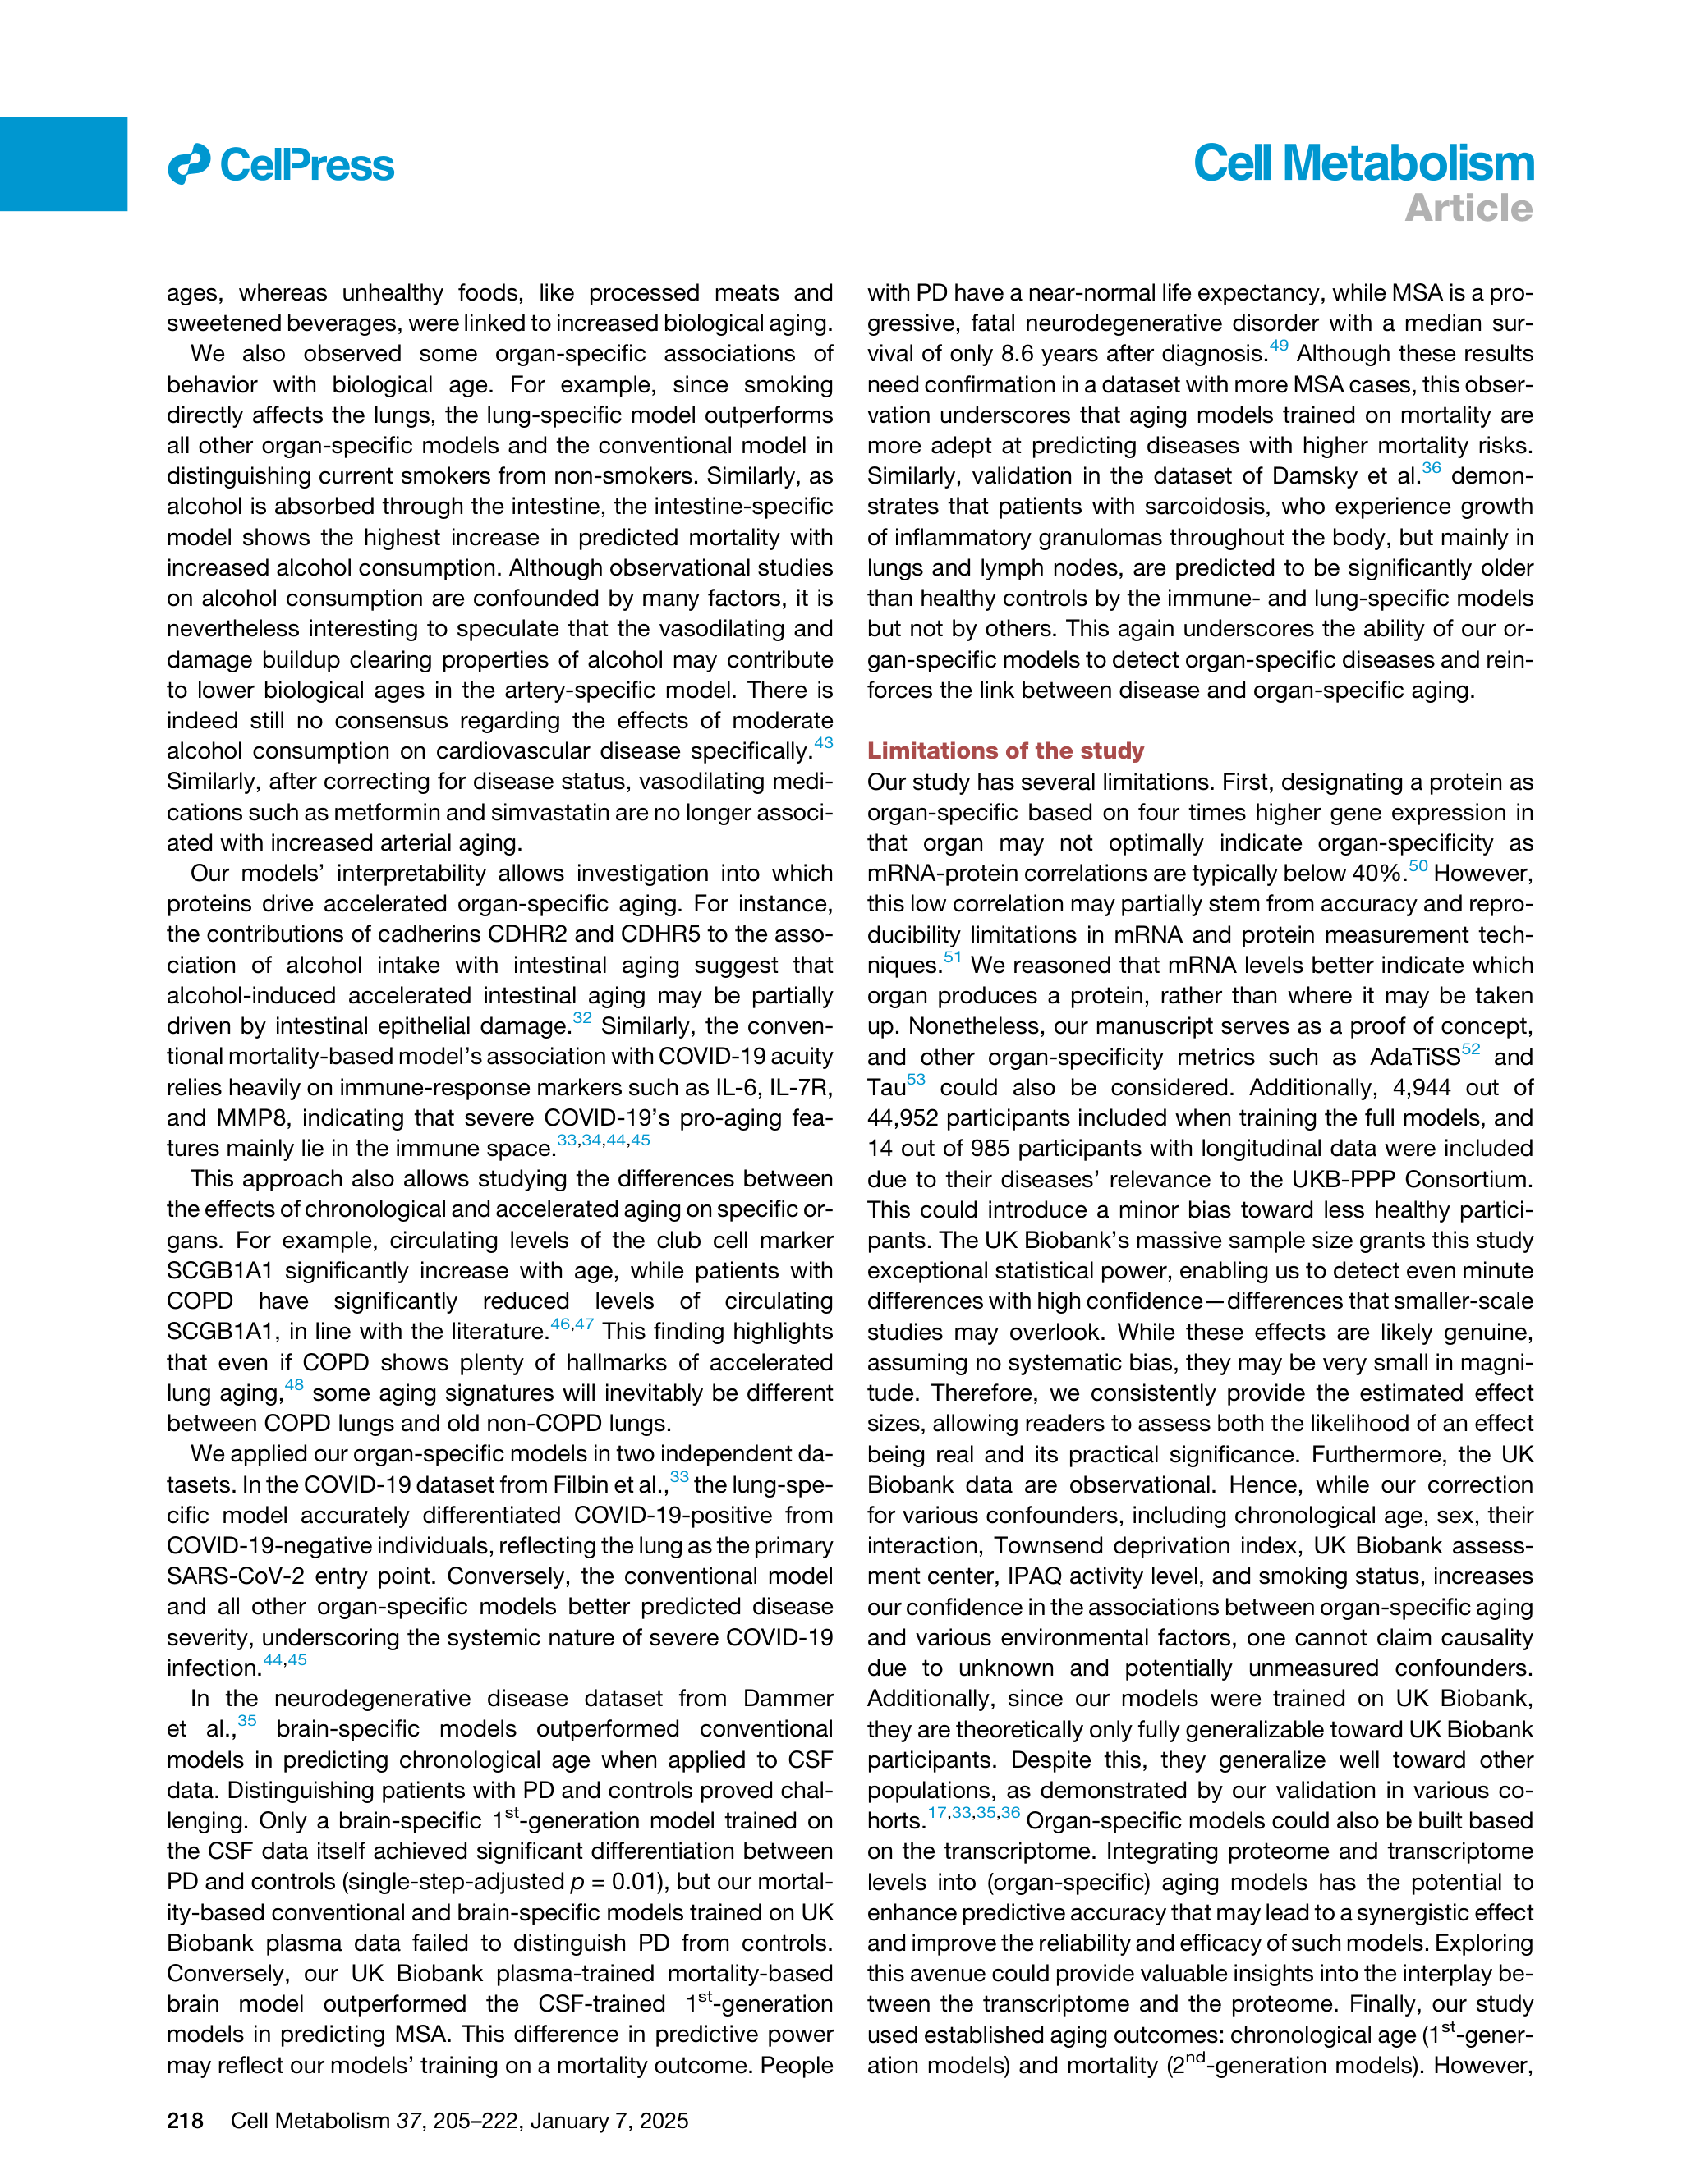 CellPress
Cell Metabolism
Article
ages, whereas unhealthy foods, like processed meats and
sweetened beverages, were linked to increased biological aging.
We also observed some organ-specific associations of
behavior with biological age. For example, since smoking
directly affects the lungs, the lung-specific model outperforms
all other organ-specific models and the conventional model in
distinguishing current smokers from non-smokers. Similarly, as
alcohol is absorbed through the intestine, the intestine-specific
model shows the highest increase in predicted mortality with
increased alcohol consumption. Although observational studies
on alcohol consumption are confounded by many factors, it is
nevertheless interesting to speculate that the vasodilating and
damage buildup clearing properties of alcohol may contribute
to lower biological ages in the artery-specific model. There is
indeed still no consensus regarding the effects of moderate
alcohol consumption on cardiovascular disease specifically.43
Similarly, after correcting for disease status, vasodilating medi-
cations such as metformin and simvastatin are no longer associ-
ated with increased arterial aging.
Our models' interpretability allows investigation into which
proteins drive accelerated organ-specific aging. For instance,
the contributions of cadherins CDHR2 and CDHR5 to the asso-
ciation of alcohol intake with intestinal aging suggest that
alcohol-induced accelerated intestinal aging may be partially
driven by intestinal epithelial damage.32 Similarly, the conven-
tional mortality-based model's association with COVID-19 acuity
relies heavily on immune-response markers such as IL-6, IL-7R,
and MMP8, indicating that severe COVID-19's pro-aging fea-
tures mainly lie in the immune space.33,34,44,45
This approach also allows studying the differences between
the effects of chronological and accelerated aging on specific or-
gans. For example, circulating levels of the club cell marker
SCGB1A1 significantly increase with age, while patients with
COPD have significantly reduced levels of circulating
SCGB1A1, in line with the literature.46,47 This finding highlights
that even if COPD shows plenty of hallmarks of accelerated
lung aging,48 some aging signatures will inevitably be different
between COPD lungs and old non-COPD lungs.
We applied our organ-specific models in two independent da-
tasets. In the COVID-19 dataset from Filbin et al.,33 the lung-spe-
cific model accurately differentiated COVID-19-positive from
COVID-19-negative individuals, reflecting the lung as the primary
SARS-CoV-2 entry point. Conversely, the conventional model
and all other organ-specific models better predicted disease
severity, underscoring the systemic nature of severe COVID-19
infection.44,45
In the neurodegenerative disease dataset from Dammer
et al.,35 brain-specific models outperformed conventional
models in predicting chronological age when applied to CSF
data. Distinguishing patients with PD and controls proved chal-
lenging. Only a brain-specific 1st-generation model trained on
the CSF data itself achieved significant differentiation between
PD and controls (single-step-adjusted p = 0.01), but our mortal-
ity-based conventional and brain-specific models trained on UK
Biobank plasma data failed to distinguish PD from controls.
Conversely, our UK Biobank plasma-trained mortality-based
brain model outperformed the CSF-trained 1st-generation
models in predicting MSA. This difference in predictive power
may reflect our models' training on a mortality outcome. People
with PD have a near-normal life expectancy, while MSA is a pro-
gressive, fatal neurodegenerative disorder with a median sur-
vival of only 8.6 years after diagnosis.49 Although these results
need confirmation in a dataset with more MSA cases, this obser-
vation underscores that aging models trained on mortality are
more adept at predicting diseases with higher mortality risks.
Similarly, validation in the dataset of Damsky et al.36 demon-
strates that patients with sarcoidosis, who experience growth
of inflammatory granulomas throughout the body, but mainly in
lungs and lymph nodes, are predicted to be significantly older
than healthy controls by the immune- and lung-specific models
but not by others. This again underscores the ability of our or-
gan-specific models to detect organ-specific diseases and rein-
forces the link between disease and organ-specific aging.
Limitations of the study
Our study has several limitations. First, designating a protein as
organ-specific based on four times higher gene expression in
that organ may not optimally indicate organ-specificity as
mRNA-protein correlations are typically below 40%.50 However,
this low correlation may partially stem from accuracy and repro-
ducibility limitations in mRNA and protein measurement tech-
niques.51 We reasoned that mRNA levels better indicate which
organ produces a protein, rather than where it may be taken
up. Nonetheless, our manuscript serves as a proof of concept,
and other organ-specificity metrics such as AdaTiSS52 and
Tau53 could also be considered. Additionally, 4,944 out of
44,952 participants included when training the full models, and
14 out of 985 participants with longitudinal data were included
due to their diseases' relevance to the UKB-PPP Consortium.
This could introduce a minor bias toward less healthy partici-
pants. The UK Biobank's massive sample size grants this study
exceptional statistical power, enabling us to detect even minute
differences with high confidence—differences that smaller-scale
studies may overlook. While these effects are likely genuine,
assuming no systematic bias, they may be very small in magni-
tude. Therefore, we consistently provide the estimated effect
sizes, allowing readers to assess both the likelihood of an effect
being real and its practical significance. Furthermore, the UK
Biobank data are observational. Hence, while our correction
for various confounders, including chronological age, sex, their
interaction, Townsend deprivation index, UK Biobank assess-
ment center, IPAQ activity level, and smoking status, increases
our confidence in the associations between organ-specific aging
and various environmental factors, one cannot claim causality
due to unknown and potentially unmeasured confounders.
Additionally, since our models were trained on UK Biobank,
they are theoretically only fully generalizable toward UK Biobank
participants. Despite this, they generalize well toward other
populations, as demonstrated by our validation in various co-
horts.17,33,35,36 Organ-specific models could also be built based
on the transcriptome. Integrating proteome and transcriptome
levels into (organ-specific) aging models has the potential to
enhance predictive accuracy that may lead to a synergistic effect
and improve the reliability and efficacy of such models. Exploring
this avenue could provide valuable insights into the interplay be-
tween the transcriptome and the proteome. Finally, our study
used established aging outcomes: chronological age (1st-gener-
ation models) and mortality (2nd-generation models). However,
218 Cell Metabolism 37, 205–222, January 7, 2025